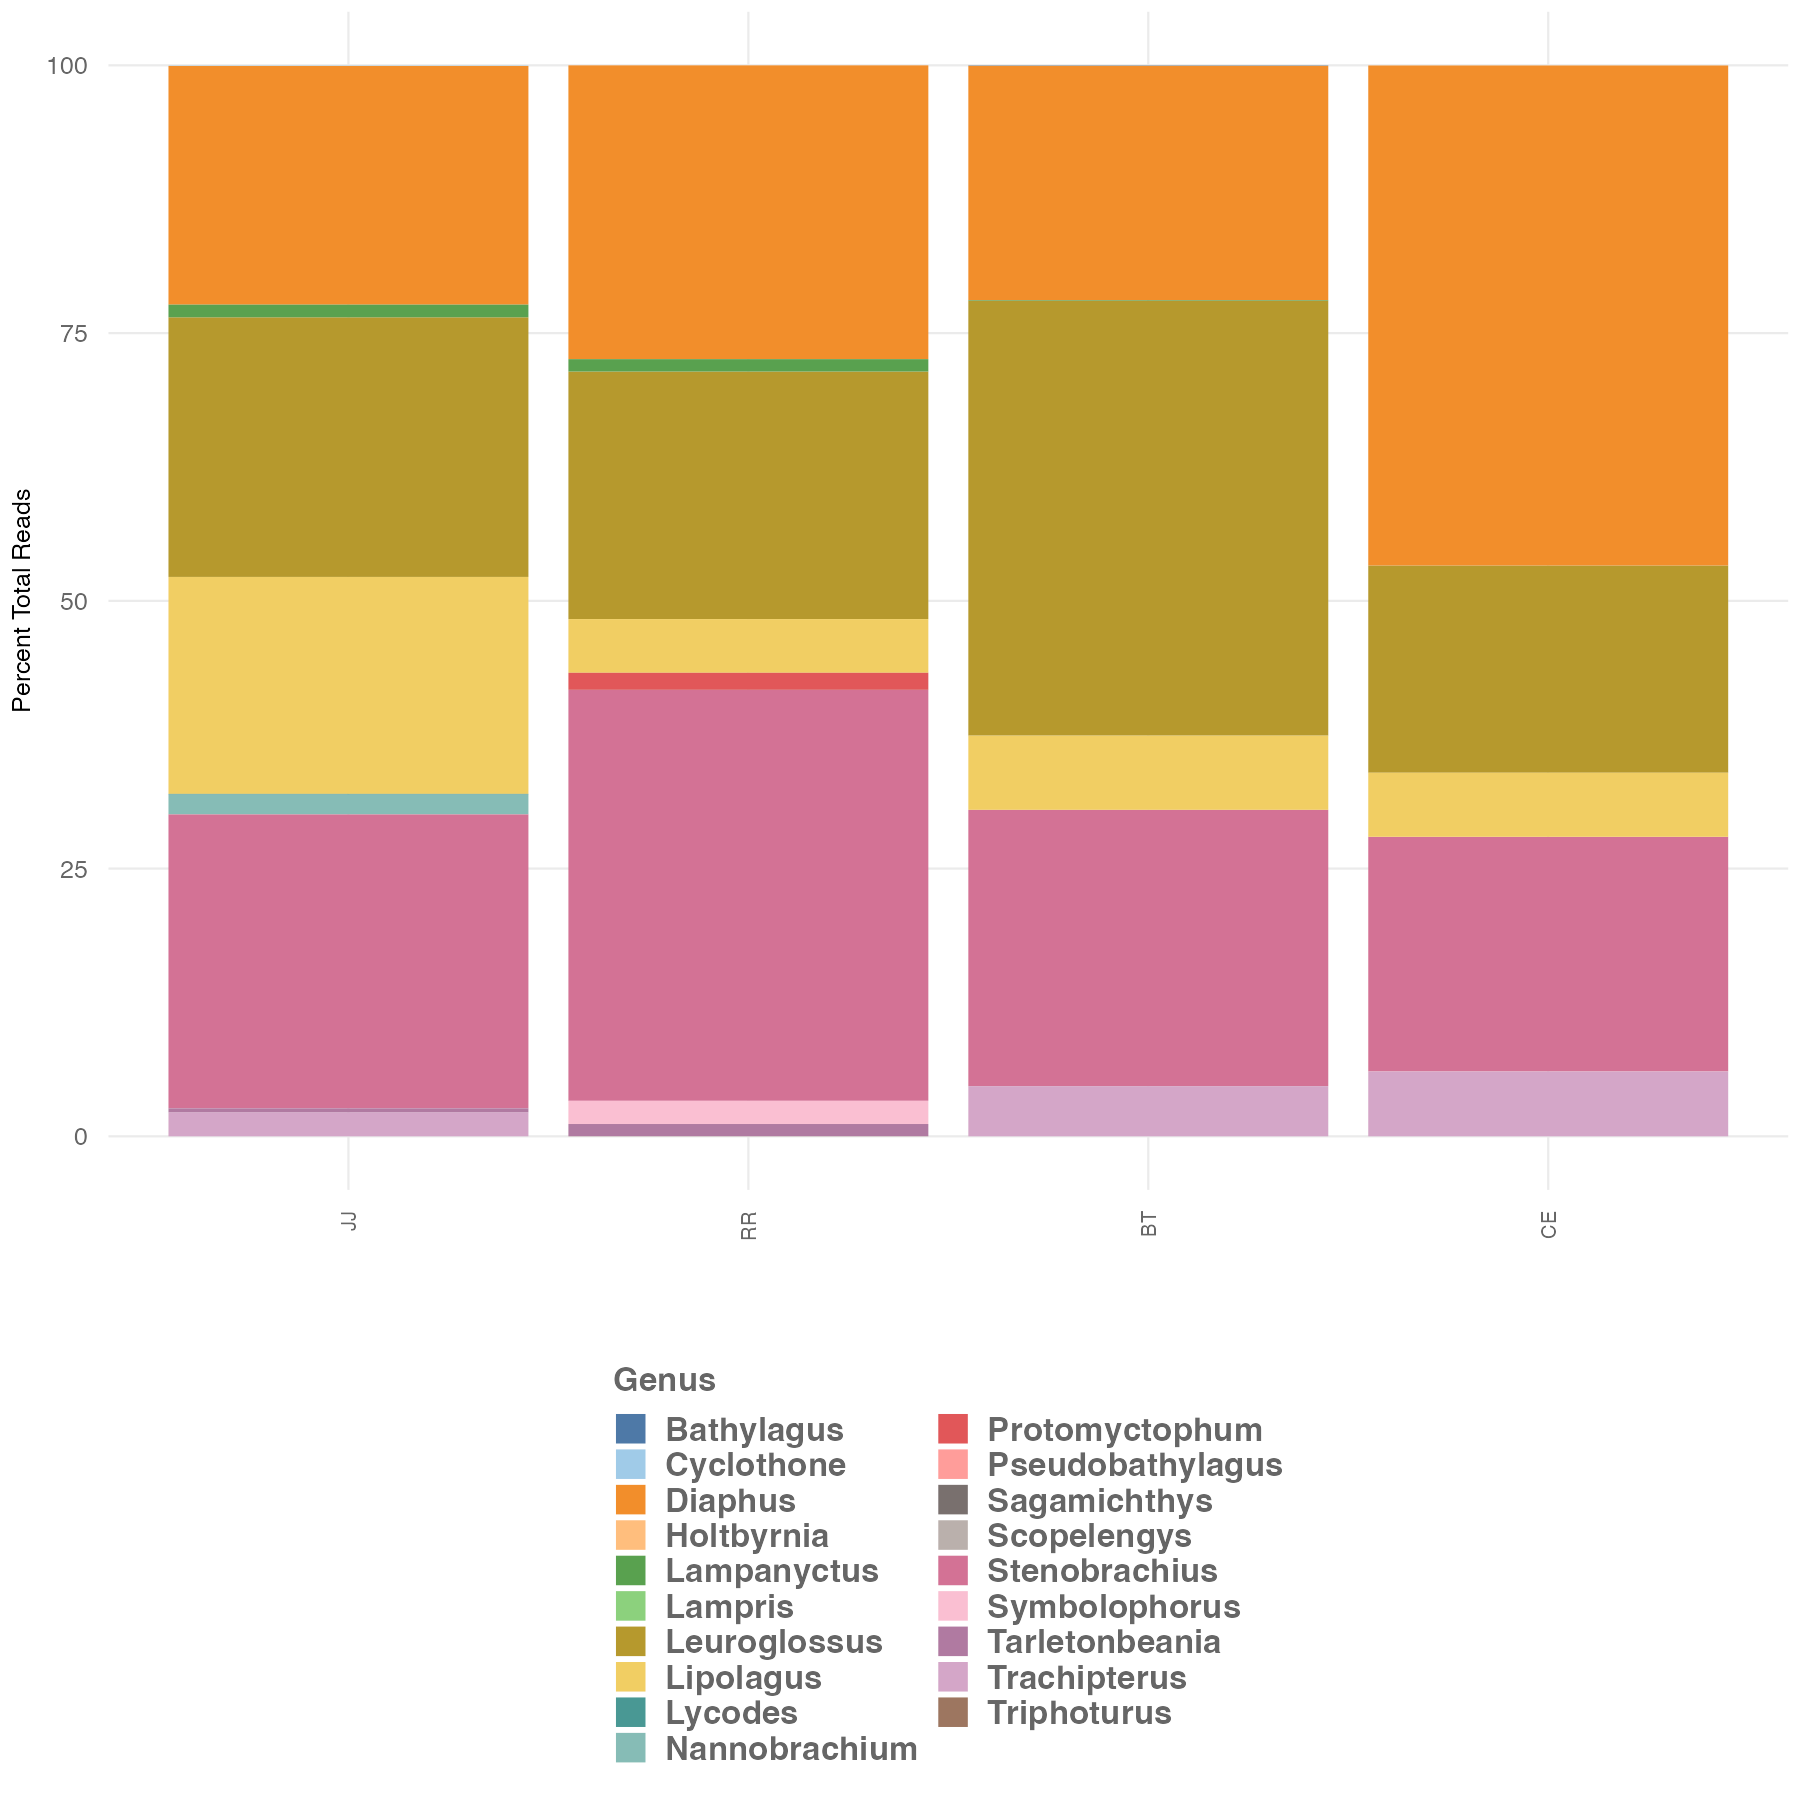 100
75
50
25
0
Percent Total Reads
JJ
RR
BT
CE
Genus
Bathylagus
Cyclothone
Diaphus
Holtbyrnia
Lampanyctus
Lampris
Leuroglossus
Lipolagus
Lycodes
Nannobrachium
Protomyctophum
Pseudobathylagus
Sagamichthys
Scopelengys
Stenobrachius
Symbolophorus
Tarletonbeania
Trachipterus
Triphoturus